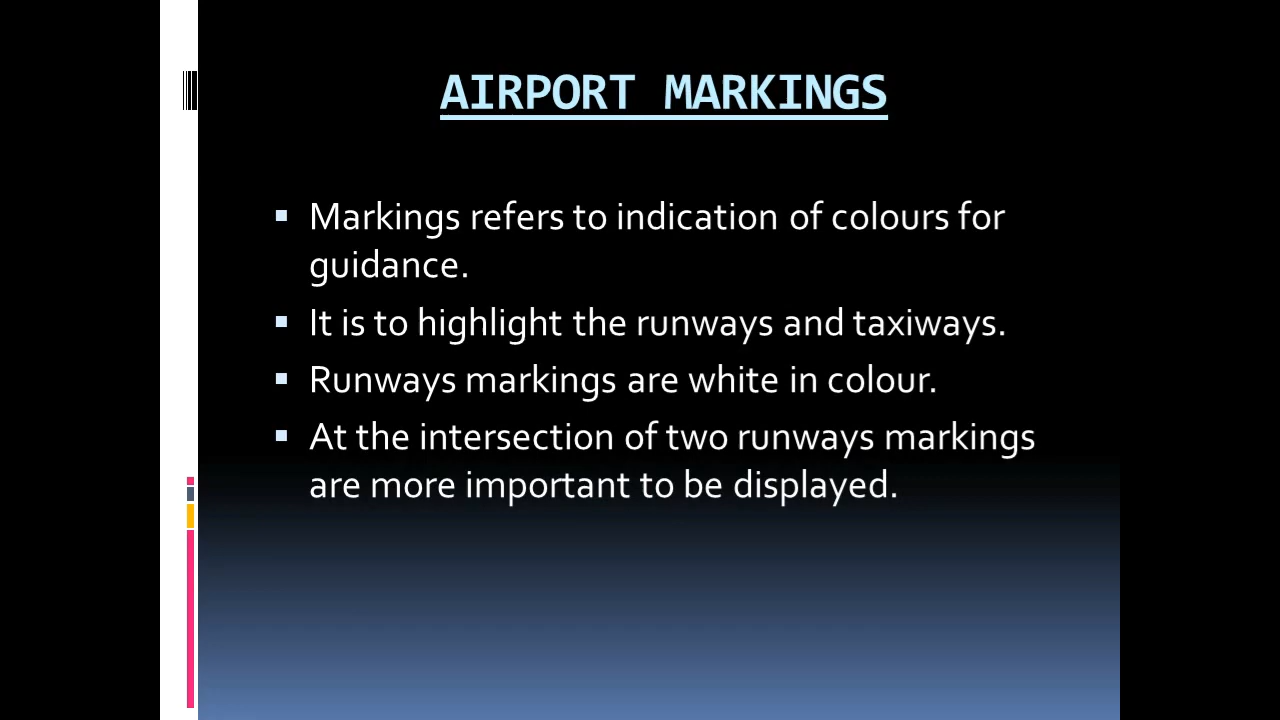 AIRPORT MARKINGS
▪ Markings refers to indication of colours for
guidance.
▪ It is to highlight the runways and taxiways.
▪ Runways markings are white in colour.
▪ At the intersection of two runways markings
are more important to be displayed.